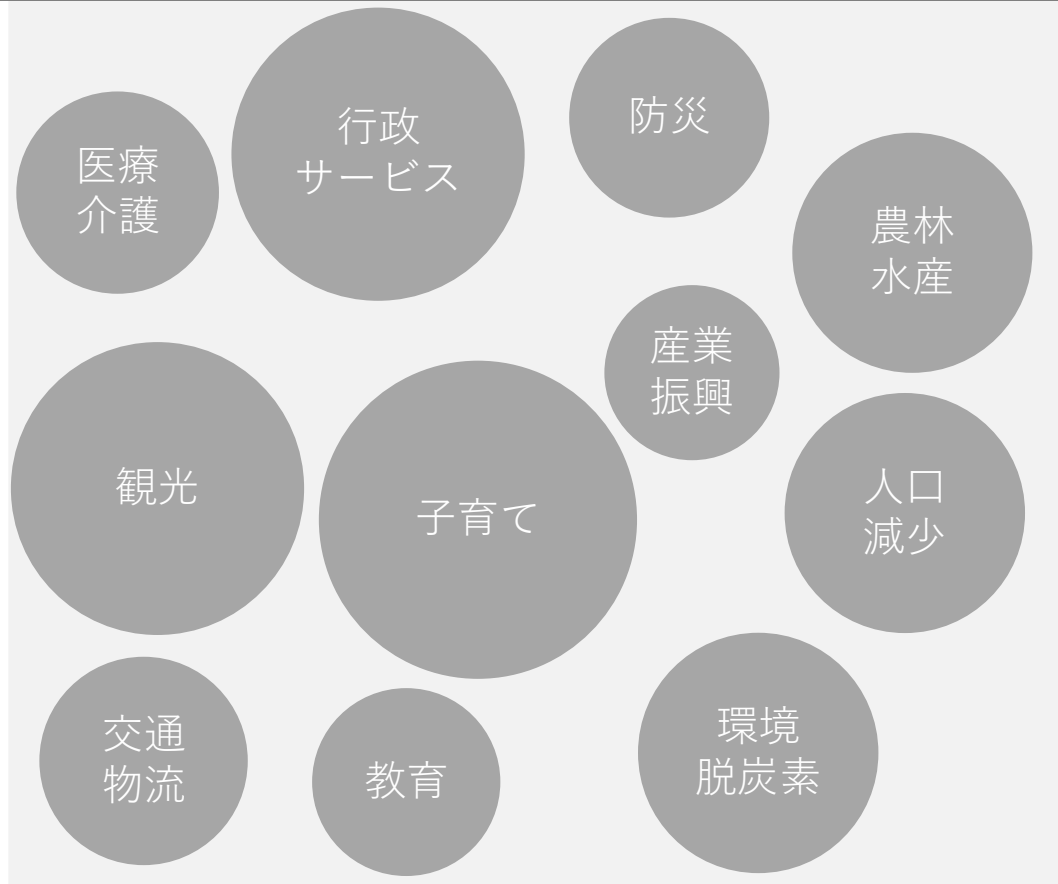 医療
介護
行政
サービス
防災
農林
水産
産業
振興
観光
子育て
人口
減少
交通
物流
教育
環境
脱炭素